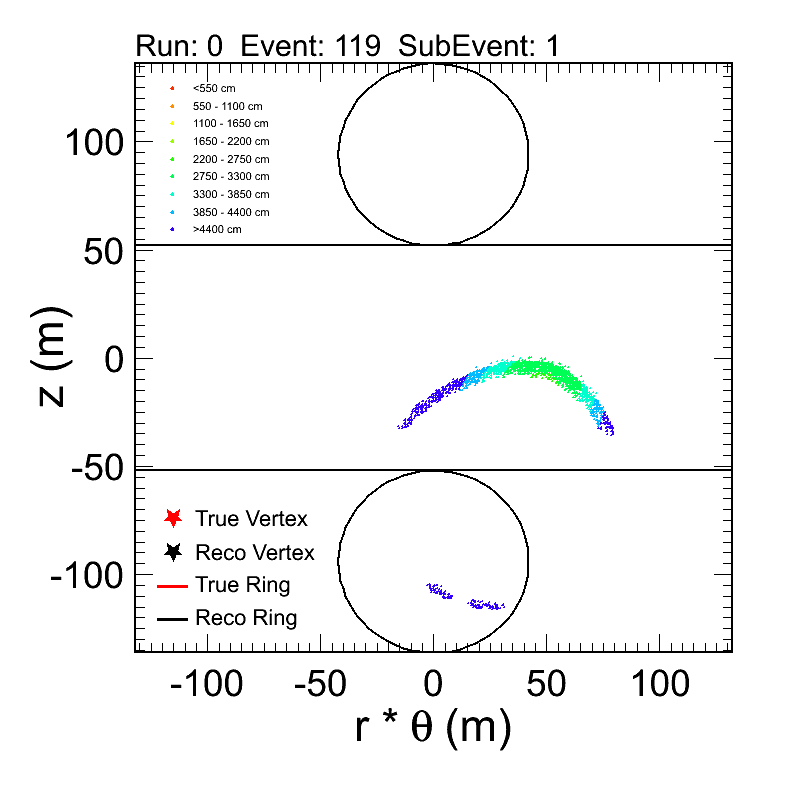 Run: 0 Event: 119 SubEvent: 1
<550 cm
550 - 1100 cm
1100 - 1650 cm
1650 - 2200 cm
2200 - 2750 cm
2750 - 3300 cm
3300 - 3850 cm
3850 - 4400 cm
>4400 cm
100
50
0
-50
-100
z (m)
True Vertex
Reco Vertex
True Ring
Reco Ring
-100 -50 0 50 100
r * θ (m)